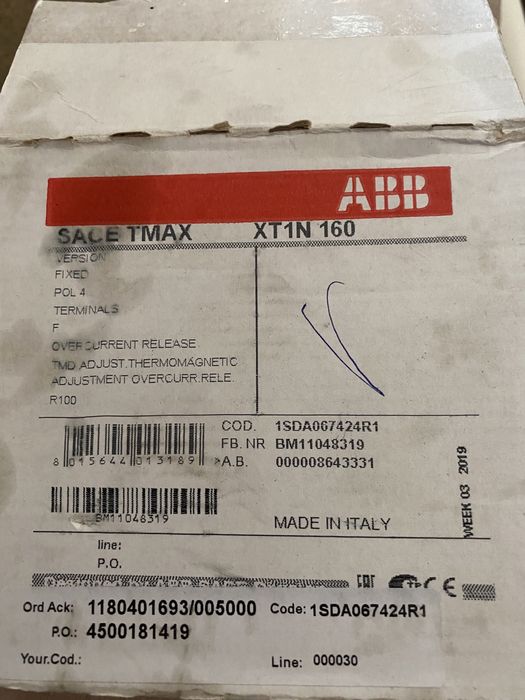 ABB
SACE TMAX XT1N 160
VERSION
FIXED
POL 4
TERMINALS
F
OVERCURRENT RELEASE
TMD ADJUST.THERMOMAGNETIC
ADJUSTMENT OVERCURR.RELE.
R100
COD. 1SDA067424R1
FB. NR BM11048319
A.B. 000008643331
8 015644 013189 >
BM11048319
WEEK 03 2019
MADE IN ITALY
line:
P.O.
EAC CE
Ord Ack: 1180401693/005000 Code: 1SDA067424R1
P.O.: 4500181419
Your.Cod.: Line: 000030